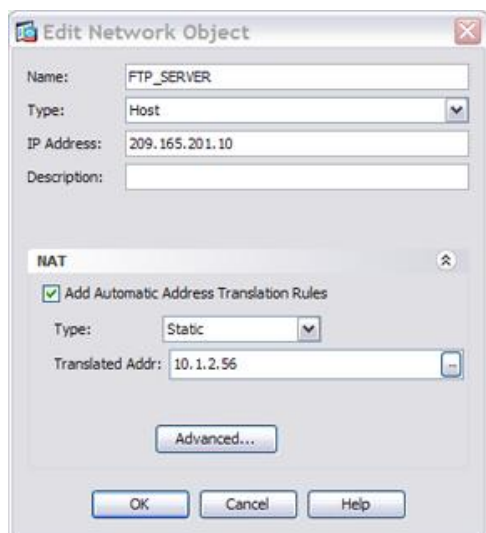 Edit Network Object
Name: FTP_SERVER
Type: Host
IP Address: 209.165.201.10
Description:
NAT
Add Automatic Address Translation Rules
Type: Static
Translated Addr: 10.1.2.56
Advanced...
OK Cancel Help